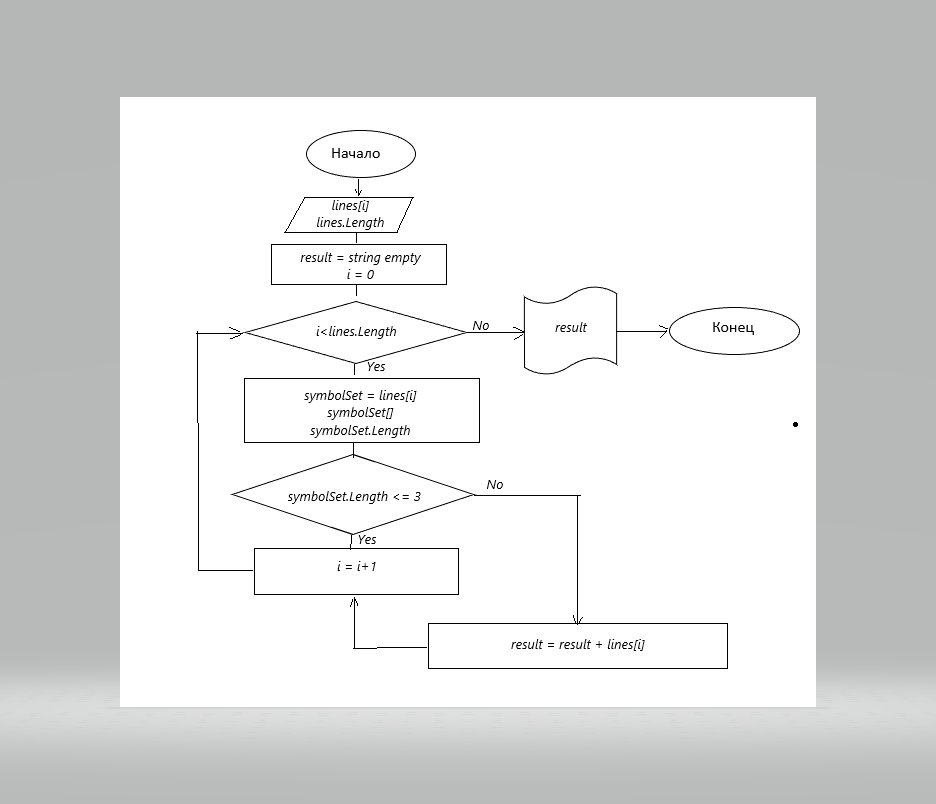 Начало
lines[i]
lines.Length
result = string empty
i = 0
i<lines.Length
No
result
Конец
Yes
symbolSet = lines[i]
symbolSet[]
symbolSet.Length
symbolSet.Length <= 3
No
Yes
i = i+1
result = result + lines[i]